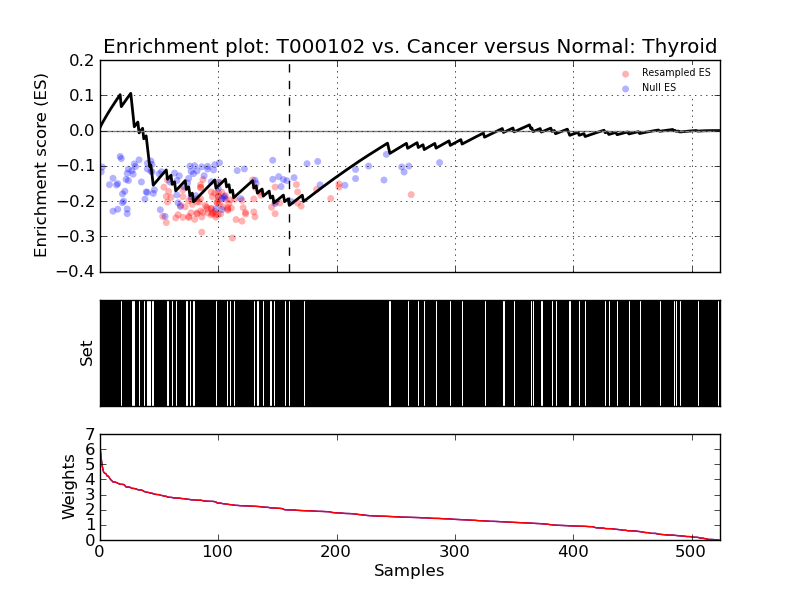 Enrichment plot: T000102 vs. Cancer versus Normal: Thyroid
Enrichment score (ES)
0.2
0.1
0.0
−0.1
−0.2
−0.3
−0.4
Resampled ES
Null ES
Set
Weights
7
6
5
4
3
2
1
0
0 100 200 300 400 500
Samples